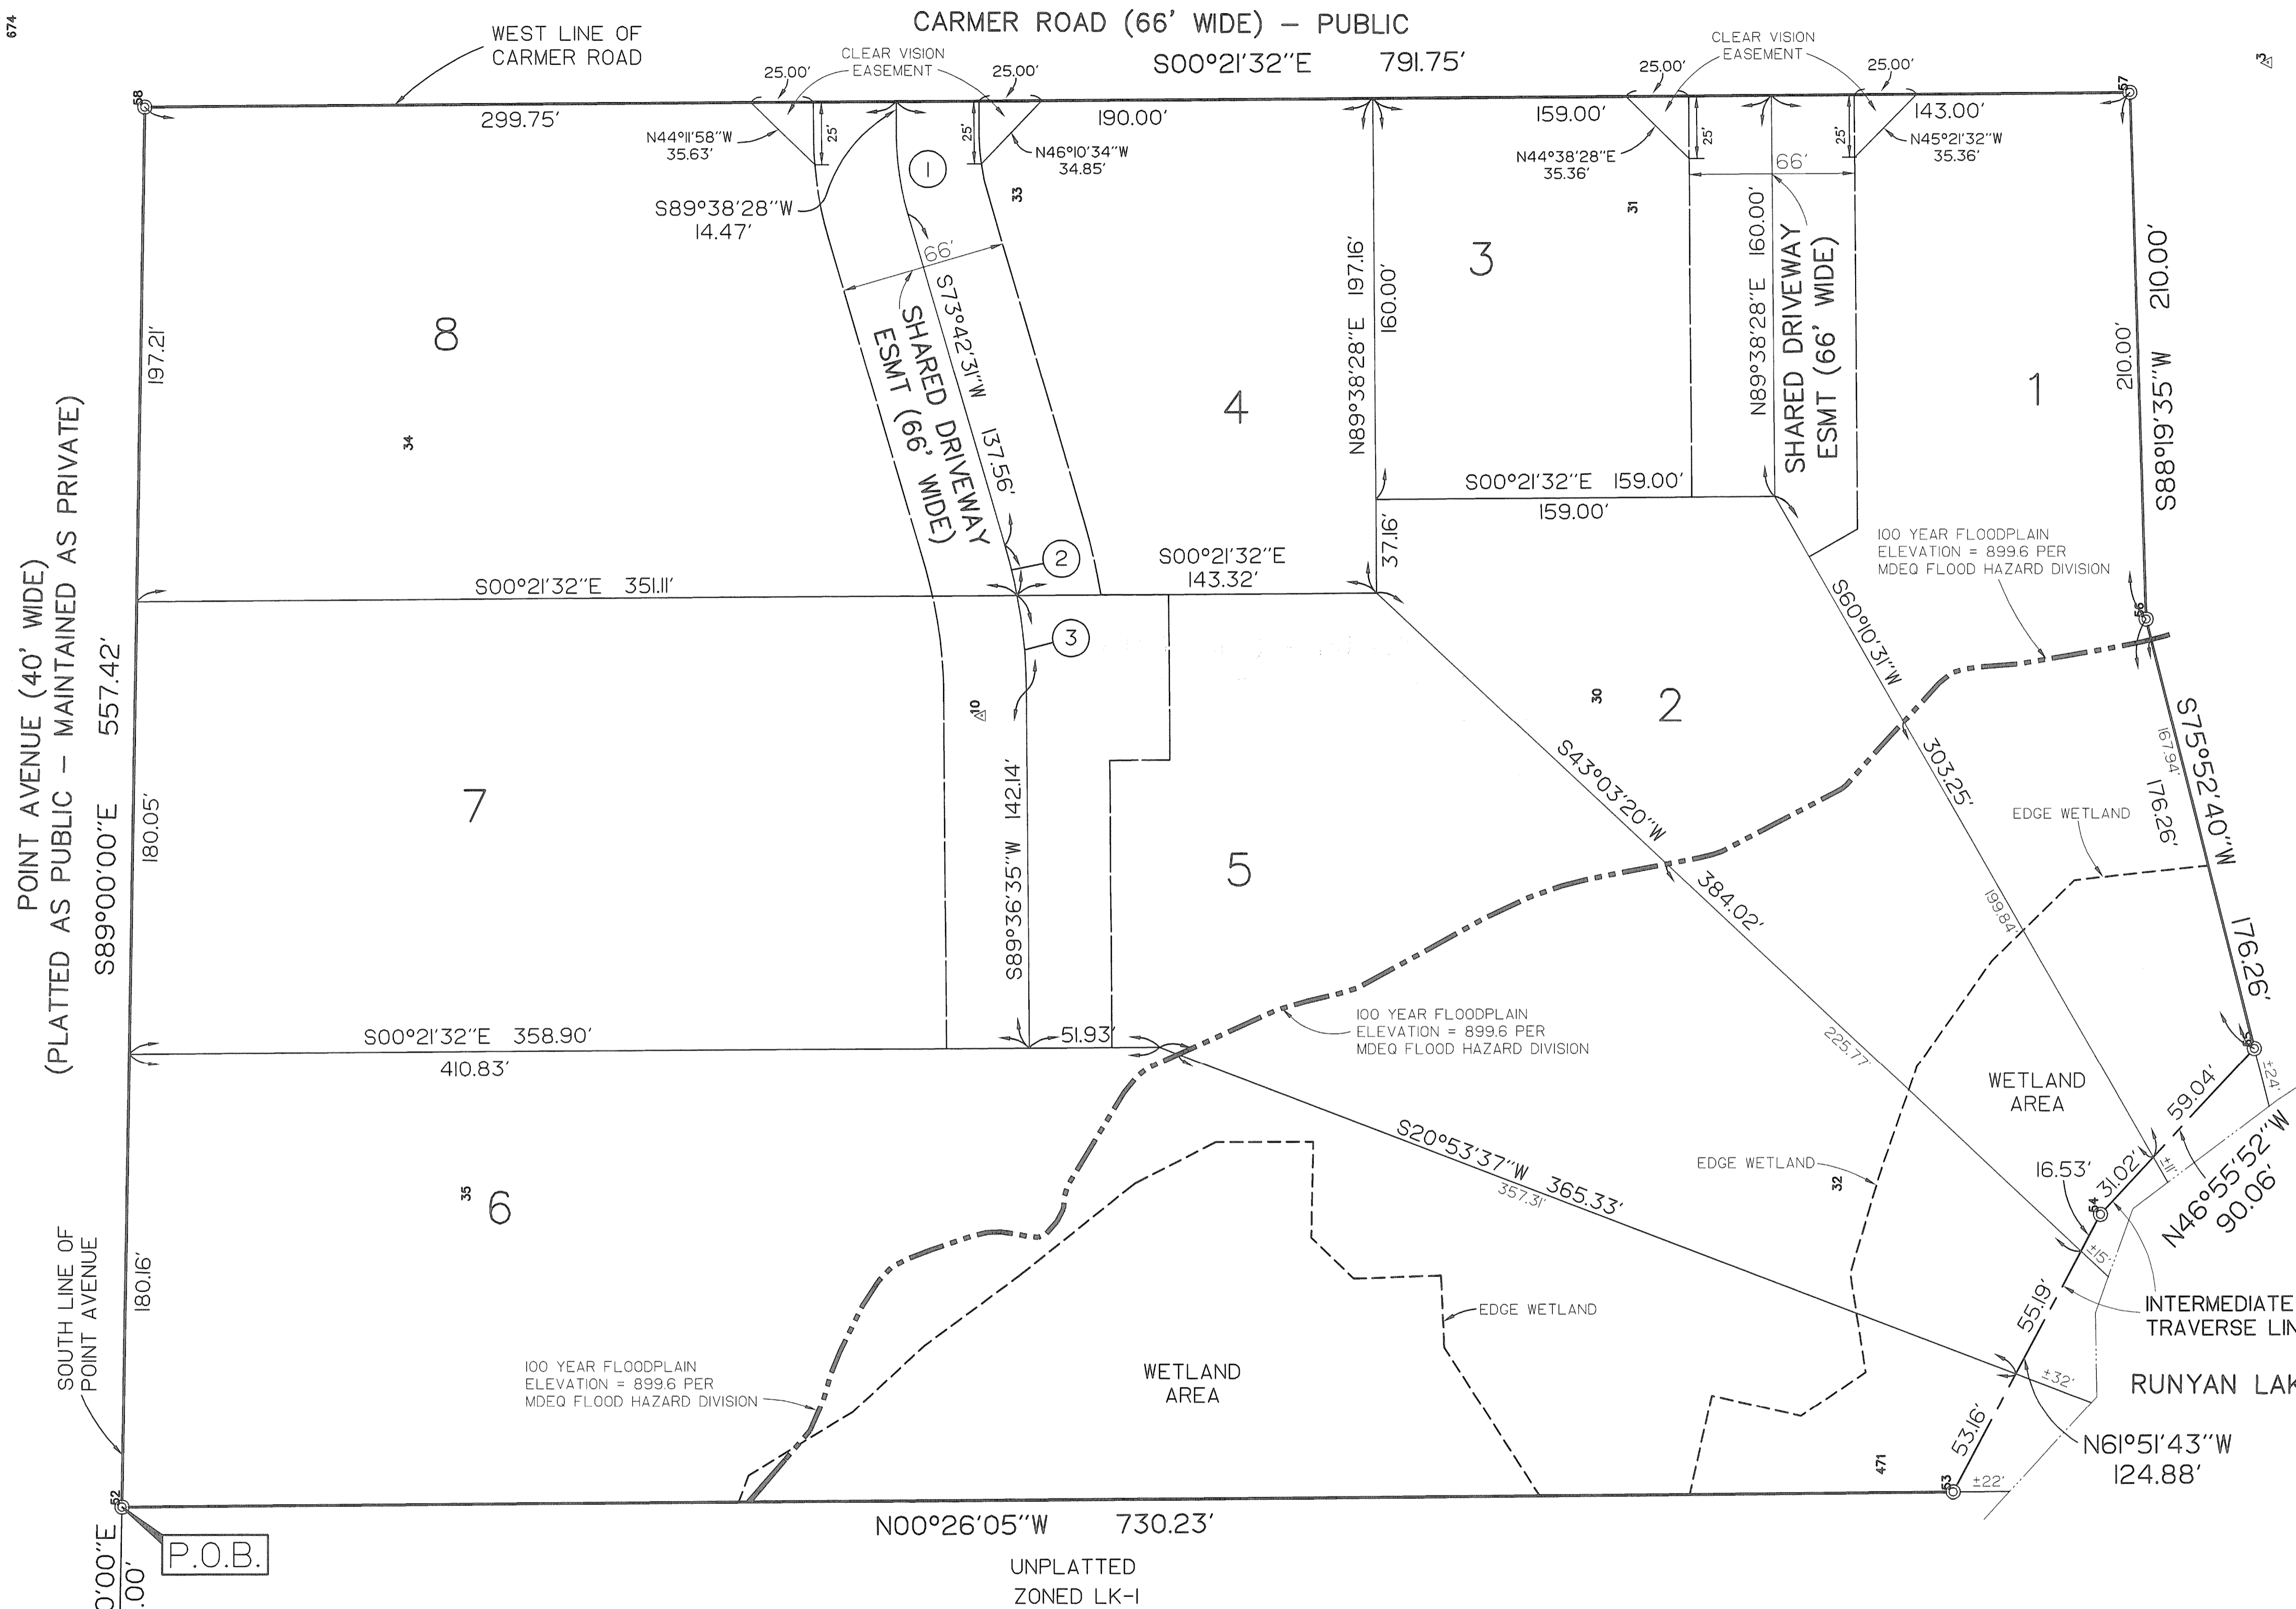 674
CARMER ROAD (66' WIDE) – PUBLIC
S00°21'32"E 791.75'
WEST LINE OF
CARMER ROAD
CLEAR VISION
EASEMENT
25.00'
25.00'
CLEAR VISION
EASEMENT
25.00'
25.00'
3
58
57
299.75'
190.00'
159.00'
143.00'
N44°11'58"W
35.63'
25'
25'
N46°10'34"W
34.85'
N44°38'28"E
35.36'
25'
25'
N45°21'32"W
35.36'
66'
1
S89°38'28"W
14.47'
33
31
66'
S73°42'31"W 137.56'
SHARED DRIVEWAY
ESMT (66' WIDE)
N89°38'28"E 197.16'
160.00'
3
N89°38'28"E 160.00'
SHARED DRIVEWAY
ESMT (66' WIDE)
1
210.00'
S88°19'35"W 210.00'
8
197.21'
34
4
S00°21'32"E 159.00'
159.00'
37.16'
100 YEAR FLOODPLAIN
ELEVATION = 899.6 PER
MDEQ FLOOD HAZARD DIVISION
2
S00°21'32"E
143.32'
S00°21'32"E 351.11'
3
56
S60°10'31"W
303.25'
199.84'
POINT AVENUE (40' WIDE)
(PLATTED AS PUBLIC – MAINTAINED AS PRIVATE)
S89°00'00"E 557.42'
10
30
2
S75°52'40"W
176.26'
167.94'
176.26'
S43°03'20"W
384.02'
225.77'
7
180.05'
S89°36'35"W 142.14'
5
EDGE WETLAND
S00°21'32"E 358.90'
51.93'
410.83'
100 YEAR FLOODPLAIN
ELEVATION = 899.6 PER
MDEQ FLOOD HAZARD DIVISION
WETLAND
AREA
59.04'
±24'
S20°53'37"W 365.33'
357.31'
EDGE WETLAND
32
16.53'
31.02'
±11'
N46°55'52"W
90.06'
54
±15'
35
6
180.16'
SOUTH LINE OF
POINT AVENUE
EDGE WETLAND
55.19'
INTERMEDIATE
TRAVERSE LIN
RUNYAN LAK
±32'
100 YEAR FLOODPLAIN
ELEVATION = 899.6 PER
MDEQ FLOOD HAZARD DIVISION
WETLAND
AREA
53.16'
N61°51'43"W
124.88'
471
53
±22'
52
P.O.B.
0'00"E
.00'
N00°26'05"W 730.23'
UNPLATTED
ZONED LK-1